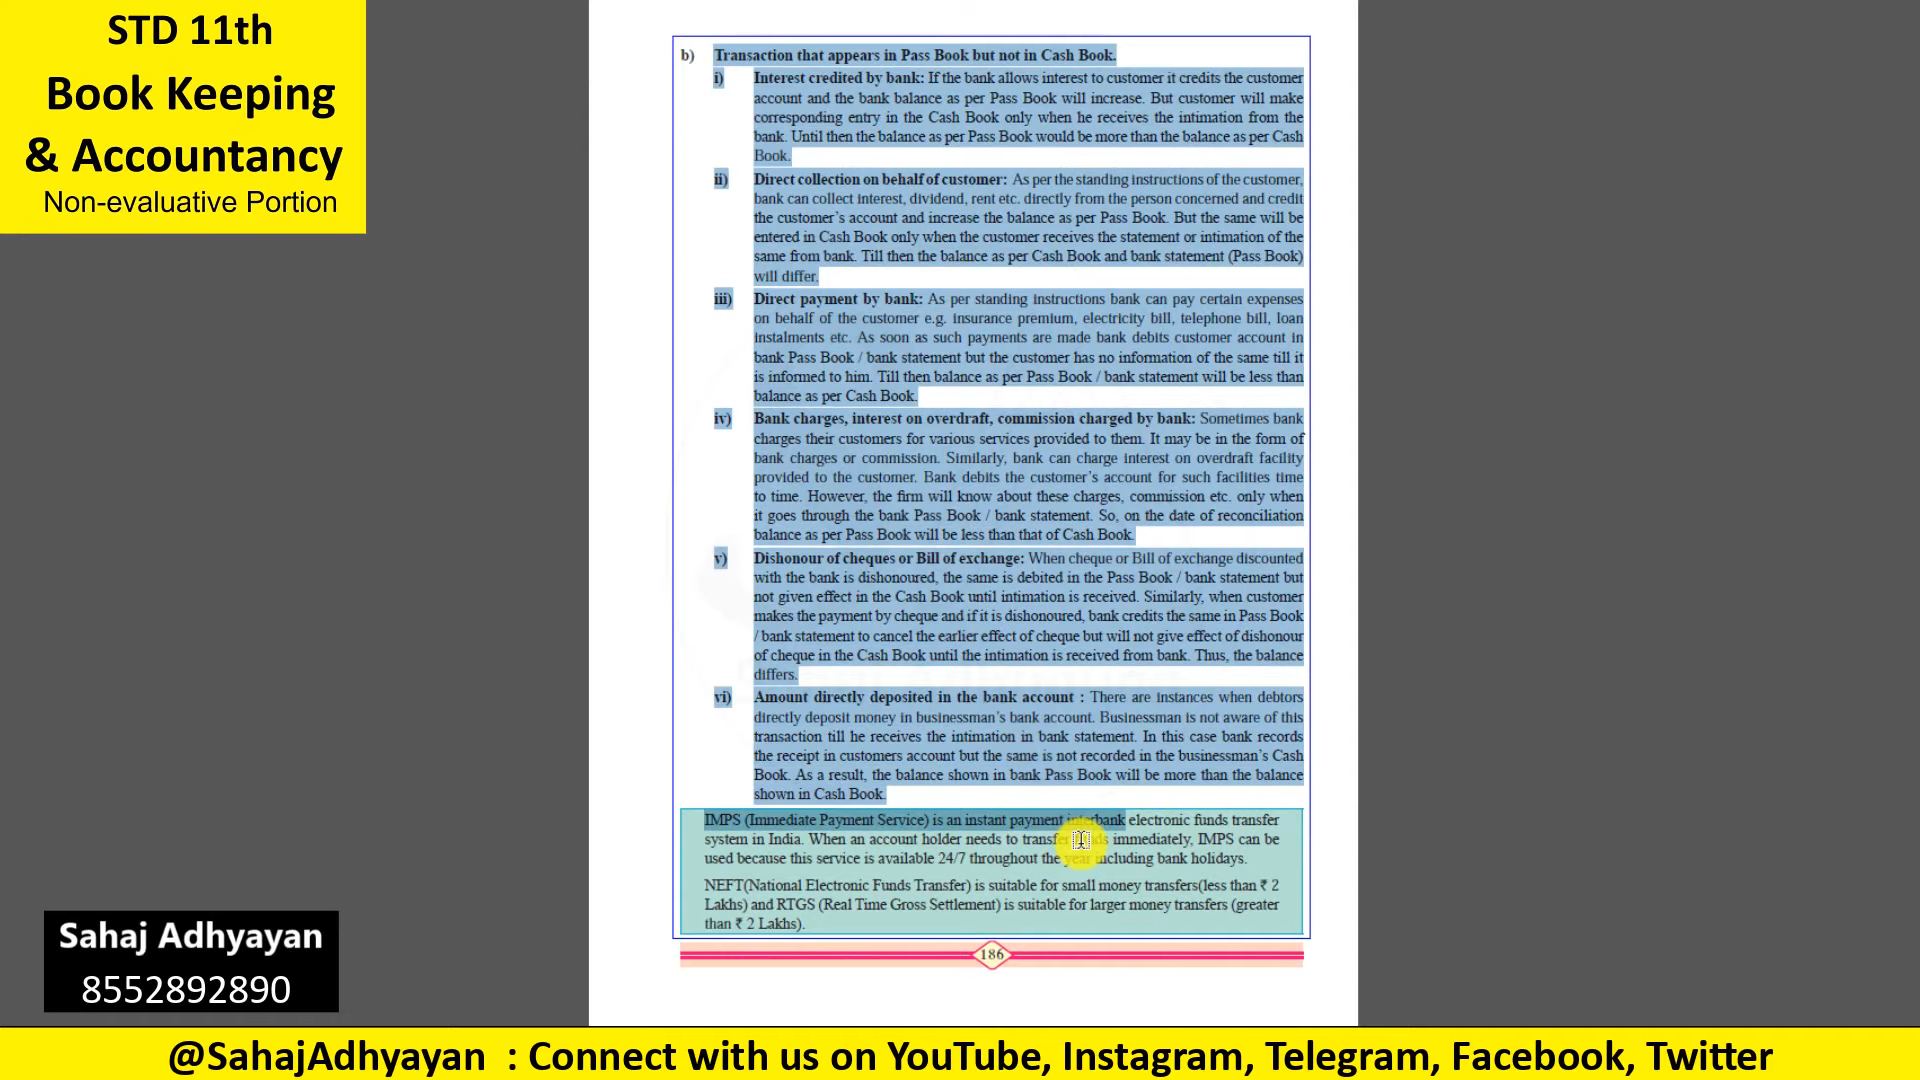 STD 11th
Book Keeping
& Accountancy
Non-evaluative Portion
b) Transaction that appears in Pass Book but not in Cash Book.
i) Interest credited by bank: If the bank allows interest to customer it credits the customer
account and the bank balance as per Pass Book will increase. But customer will make
corresponding entry in the Cash Book only when he receives the intimation from the
bank. Until then the balance as per Pass Book would be more than the balance as per Cash
Book.
ii) Direct collection on behalf of customer: As per the standing instructions of the customer,
bank can collect interest, dividend, rent etc. directly from the person concerned and credit
the customer's account and increase the balance as per Pass Book. But the same will be
entered in Cash Book only when the customer receives the statement or intimation of the
same from bank. Till then the balance as per Cash Book and bank statement (Pass Book)
will differ.
iii) Direct payment by bank: As per standing instructions bank can pay certain expenses
on behalf of the customer e.g. insurance premium, electricity bill, telephone bill, loan
instalments etc. As soon as such payments are made bank debits customer account in
bank Pass Book / bank statement but the customer has no information of the same till it
is informed to him. Till then balance as per Pass Book / bank statement will be less than
balance as per Cash Book.
iv) Bank charges, interest on overdraft, commission charged by bank: Sometimes bank
charges their customers for various services provided to them. It may be in the form of
bank charges or commission. Similarly, bank can charge interest on overdraft facility
provided to the customer. Bank debits the customer's account for such facilities time
to time. However, the firm will know about these charges, commission etc. only when
it goes through the bank Pass Book / bank statement. So, on the date of reconciliation
balance as per Pass Book will be less than that of Cash Book.
v) Dishonour of cheques or Bill of exchange: When cheque or Bill of exchange discounted
with the bank is dishonoured, the same is debited in the Pass Book / bank statement but
not given effect in the Cash Book until intimation is received. Similarly, when customer
makes the payment by cheque and if it is dishonoured, bank credits the same in Pass Book
/ bank statement to cancel the earlier effect of cheque but will not give effect of dishonour
of cheque in the Cash Book until the intimation is received from bank. Thus, the balance
differs.
vi) Amount directly deposited in the bank account : There are instances when debtors
directly deposit money in businessman's bank account. Businessman is not aware of this
transaction till he receives the intimation in bank statement. In this case bank records
the receipt in customers account but the same is not recorded in the businessman's Cash
Book. As a result, the balance shown in bank Pass Book will be more than the balance
shown in Cash Book.
IMPS (Immediate Payment Service) is an instant payment interbank electronic funds transfer
system in India. When an account holder needs to transfer funds immediately, IMPS can be
used because this service is available 24/7 throughout the year including bank holidays.
NEFT(National Electronic Funds Transfer) is suitable for small money transfers(less than ₹ 2
Lakhs) and RTGS (Real Time Gross Settlement) is suitable for larger money transfers (greater
than ₹ 2 Lakhs).
186
Sahaj Adhyayan
8552892890
@SahajAdhyayan : Connect with us on YouTube, Instagram, Telegram, Facebook, Twitter